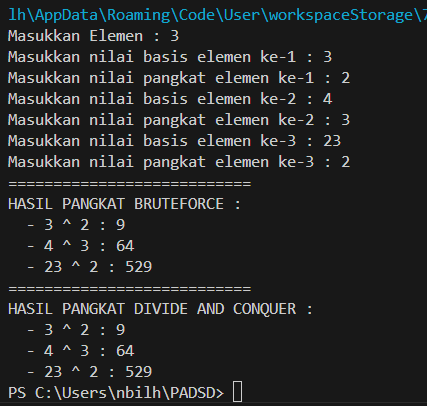 lh\AppData\Roaming\Code\User\workspaceStorage\7
Masukkan Elemen : 3
Masukkan nilai basis elemen ke-1 : 3
Masukkan nilai pangkat elemen ke-1 : 2
Masukkan nilai basis elemen ke-2 : 4
Masukkan nilai pangkat elemen ke-2 : 3
Masukkan nilai basis elemen ke-3 : 23
Masukkan nilai pangkat elemen ke-3 : 2
===========================
HASIL PANGKAT BRUTEFORCE :
  - 3 ^ 2 : 9
  - 4 ^ 3 : 64
  - 23 ^ 2 : 529
===========================
HASIL PANGKAT DIVIDE AND CONQUER :
  - 3 ^ 2 : 9
  - 4 ^ 3 : 64
  - 23 ^ 2 : 529
PS C:\Users\nbilh\PADSD>